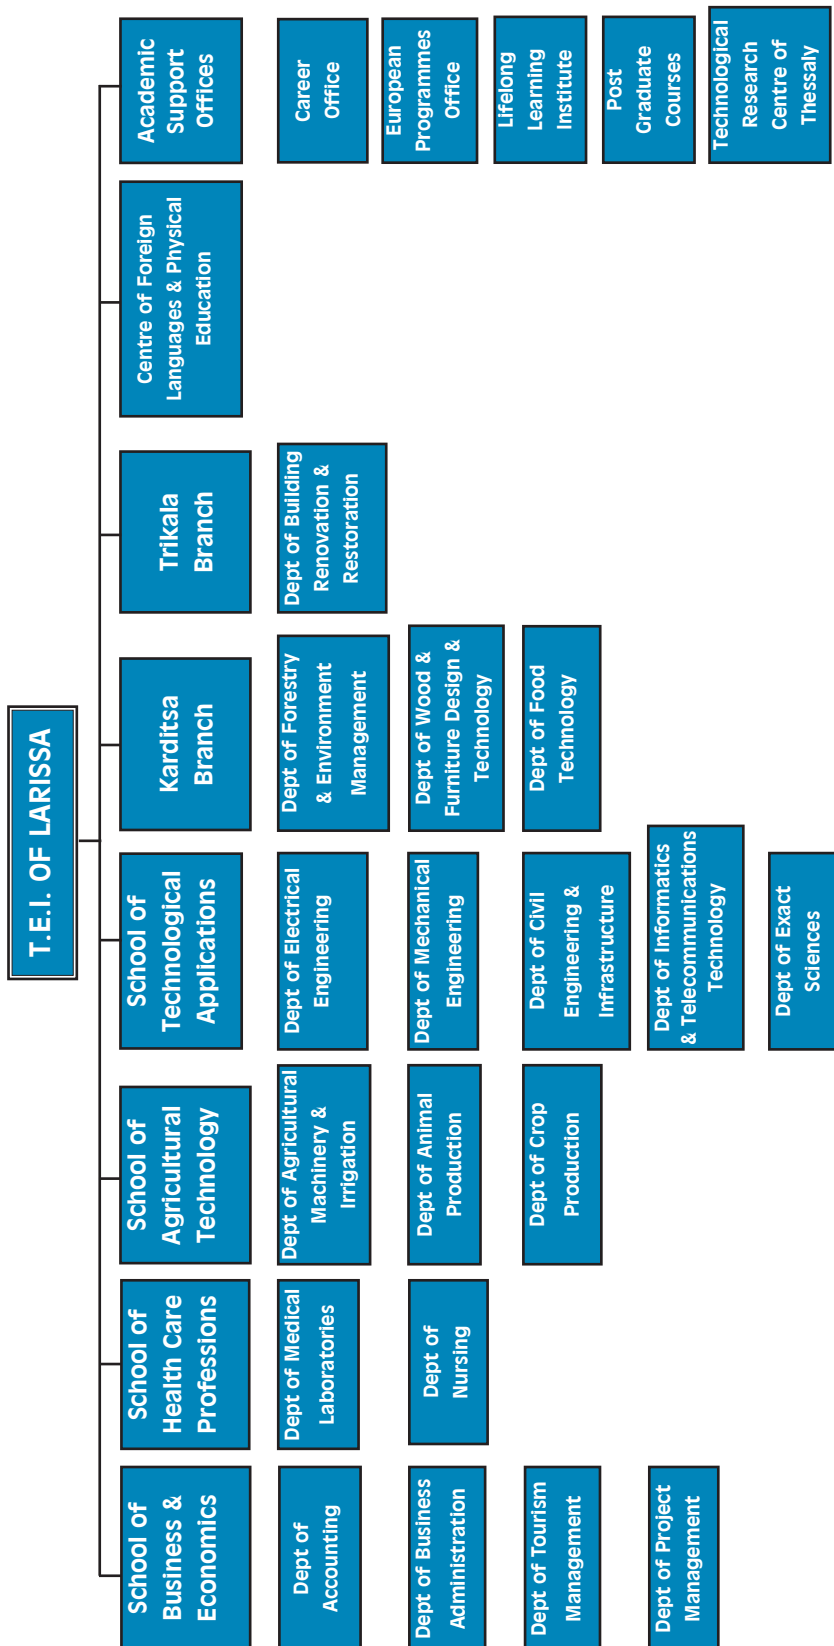 T.E.I. OF LARISSA
School of
Business &
Economics
Dept of
Accounting
Dept of Business
Administration
Dept of Tourism
Management
Dept of Project
Management
School of
Health Care
Professions
Dept of Medical
Laboratories
Dept of
Nursing
School of
Agricultural
Technology
Dept of Agricultural
Machinery &
Irrigation
Dept of Animal
Production
Dept of Crop
Production
School of
Technological
Applications
Dept of Electrical
Engineering
Dept of Mechanical
Engineering
Dept of Civil
Engineering &
Infrastructure
Dept of Informatics
& Telecommunications
Technology
Dept of Exact
Sciences
Karditsa
Branch
Dept of Forestry
& Environment
Management
Dept of Wood &
Furniture Design &
Technology
Dept of Food
Technology
Trikala
Branch
Dept of Building
Renovation &
Restoration
Centre of Foreign
Languages & Physical
Education
Academic
Support
Offices
Career
Office
European
Programmes
Office
Lifelong
Learning
Institute
Post
Graduate
Courses
Technological
Research
Centre of
Thessaly